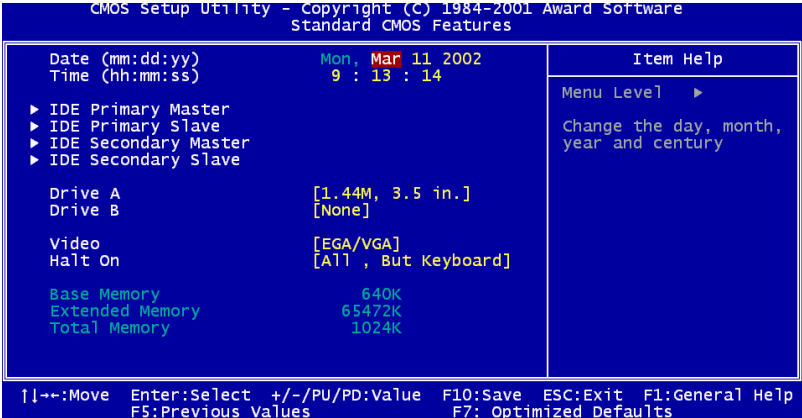 CMOS Setup Utility - Copyright (C) 1984-2001 Award Software
Standard CMOS Features
Date (mm:dd:yy) Mon, Mar 11 2002
Time (hh:mm:ss) 9 : 13 : 14
▶ IDE Primary Master
▶ IDE Primary Slave
▶ IDE Secondary Master
▶ IDE Secondary Slave
Drive A [1.44M, 3.5 in.]
Drive B [None]
Video [EGA/VGA]
Halt On [All , But Keyboard]
Base Memory 640K
Extended Memory 65472K
Total Memory 1024K
Item Help
Menu Level ▶
Change the day, month,
year and century
↑↓→←:Move Enter:Select +/-/PU/PD:Value F10:Save ESC:Exit F1:General Help
F5:Previous Values F7: Optimized Defaults